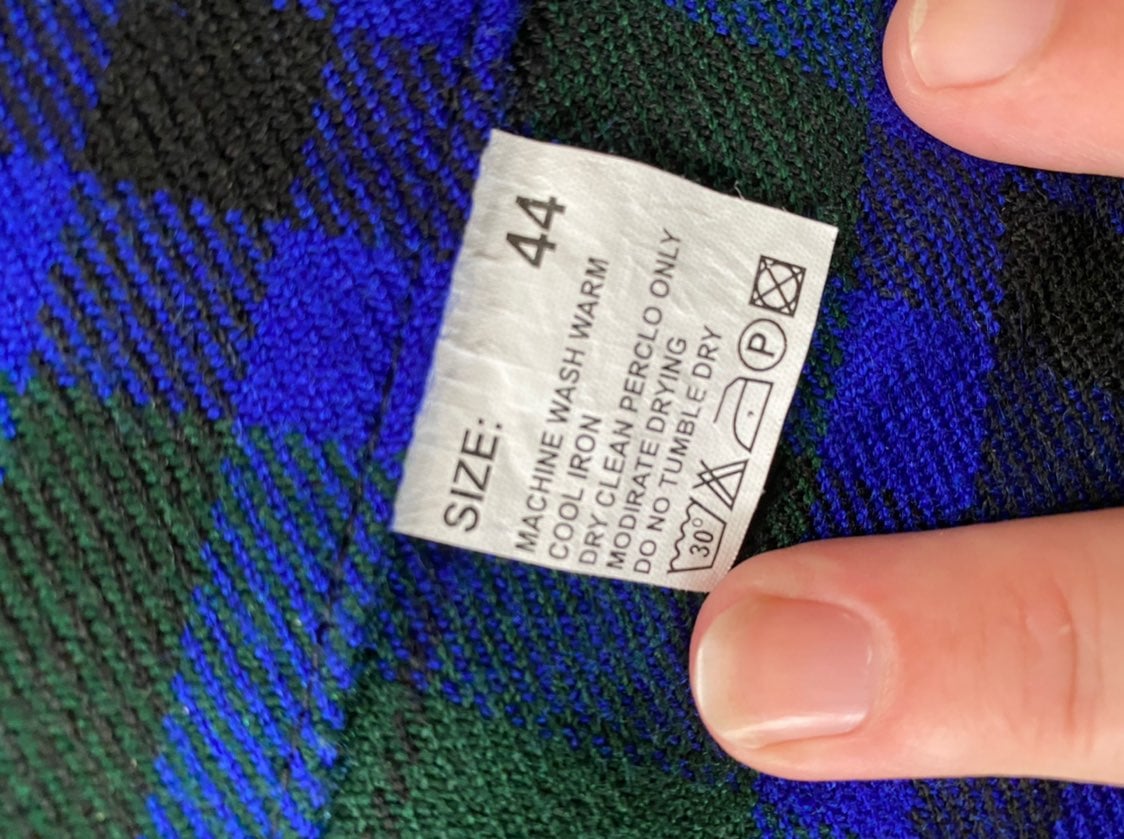 SIZE: 44
MACHINE WASH WARM
COOL IRON
DRY CLEAN PERCLO ONLY
MODIRATE DRYING
DO NO TUMBLE DRY
30° P